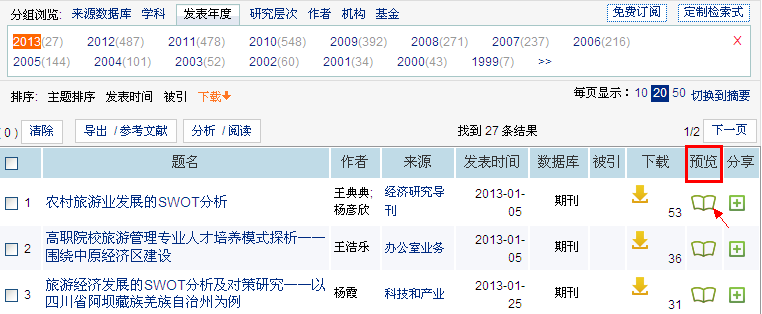 分组浏览: 来源数据库 学科 发表年度 研究层次 作者 机构 基金 免费订阅 定制检索式
2013(27) 2012(487) 2011(478) 2010(548) 2009(392) 2008(271) 2007(237) 2006(216) X
2005(144) 2004(101) 2003(52) 2002(60) 2001(34) 2000(43) 1999(7) >>
排序: 主题排序 发表时间 被引 下载 每页显示: 10 20 50 切换到摘要
( 0 ) 清除 导出 /参考文献 分析 / 阅读 找到 27 条结果 1/2 下一页
题名 作者 来源 发表时间 数据库 被引 下载 预览 分享
1 农村旅游业发展的SWOT分析 王典典; 杨彦欣 经济研究导刊 2013-01-05 期刊 53
2 高职院校旅游管理专业人才培养模式探析——围绕中原经济区建设 王浩乐 办公室业务 2013-01-05 期刊 36
3 旅游经济发展的SWOT分析及对策研究——以四川省阿坝藏族羌族自治州为例 杨霞 科技和产业 2013-01-25 期刊 31